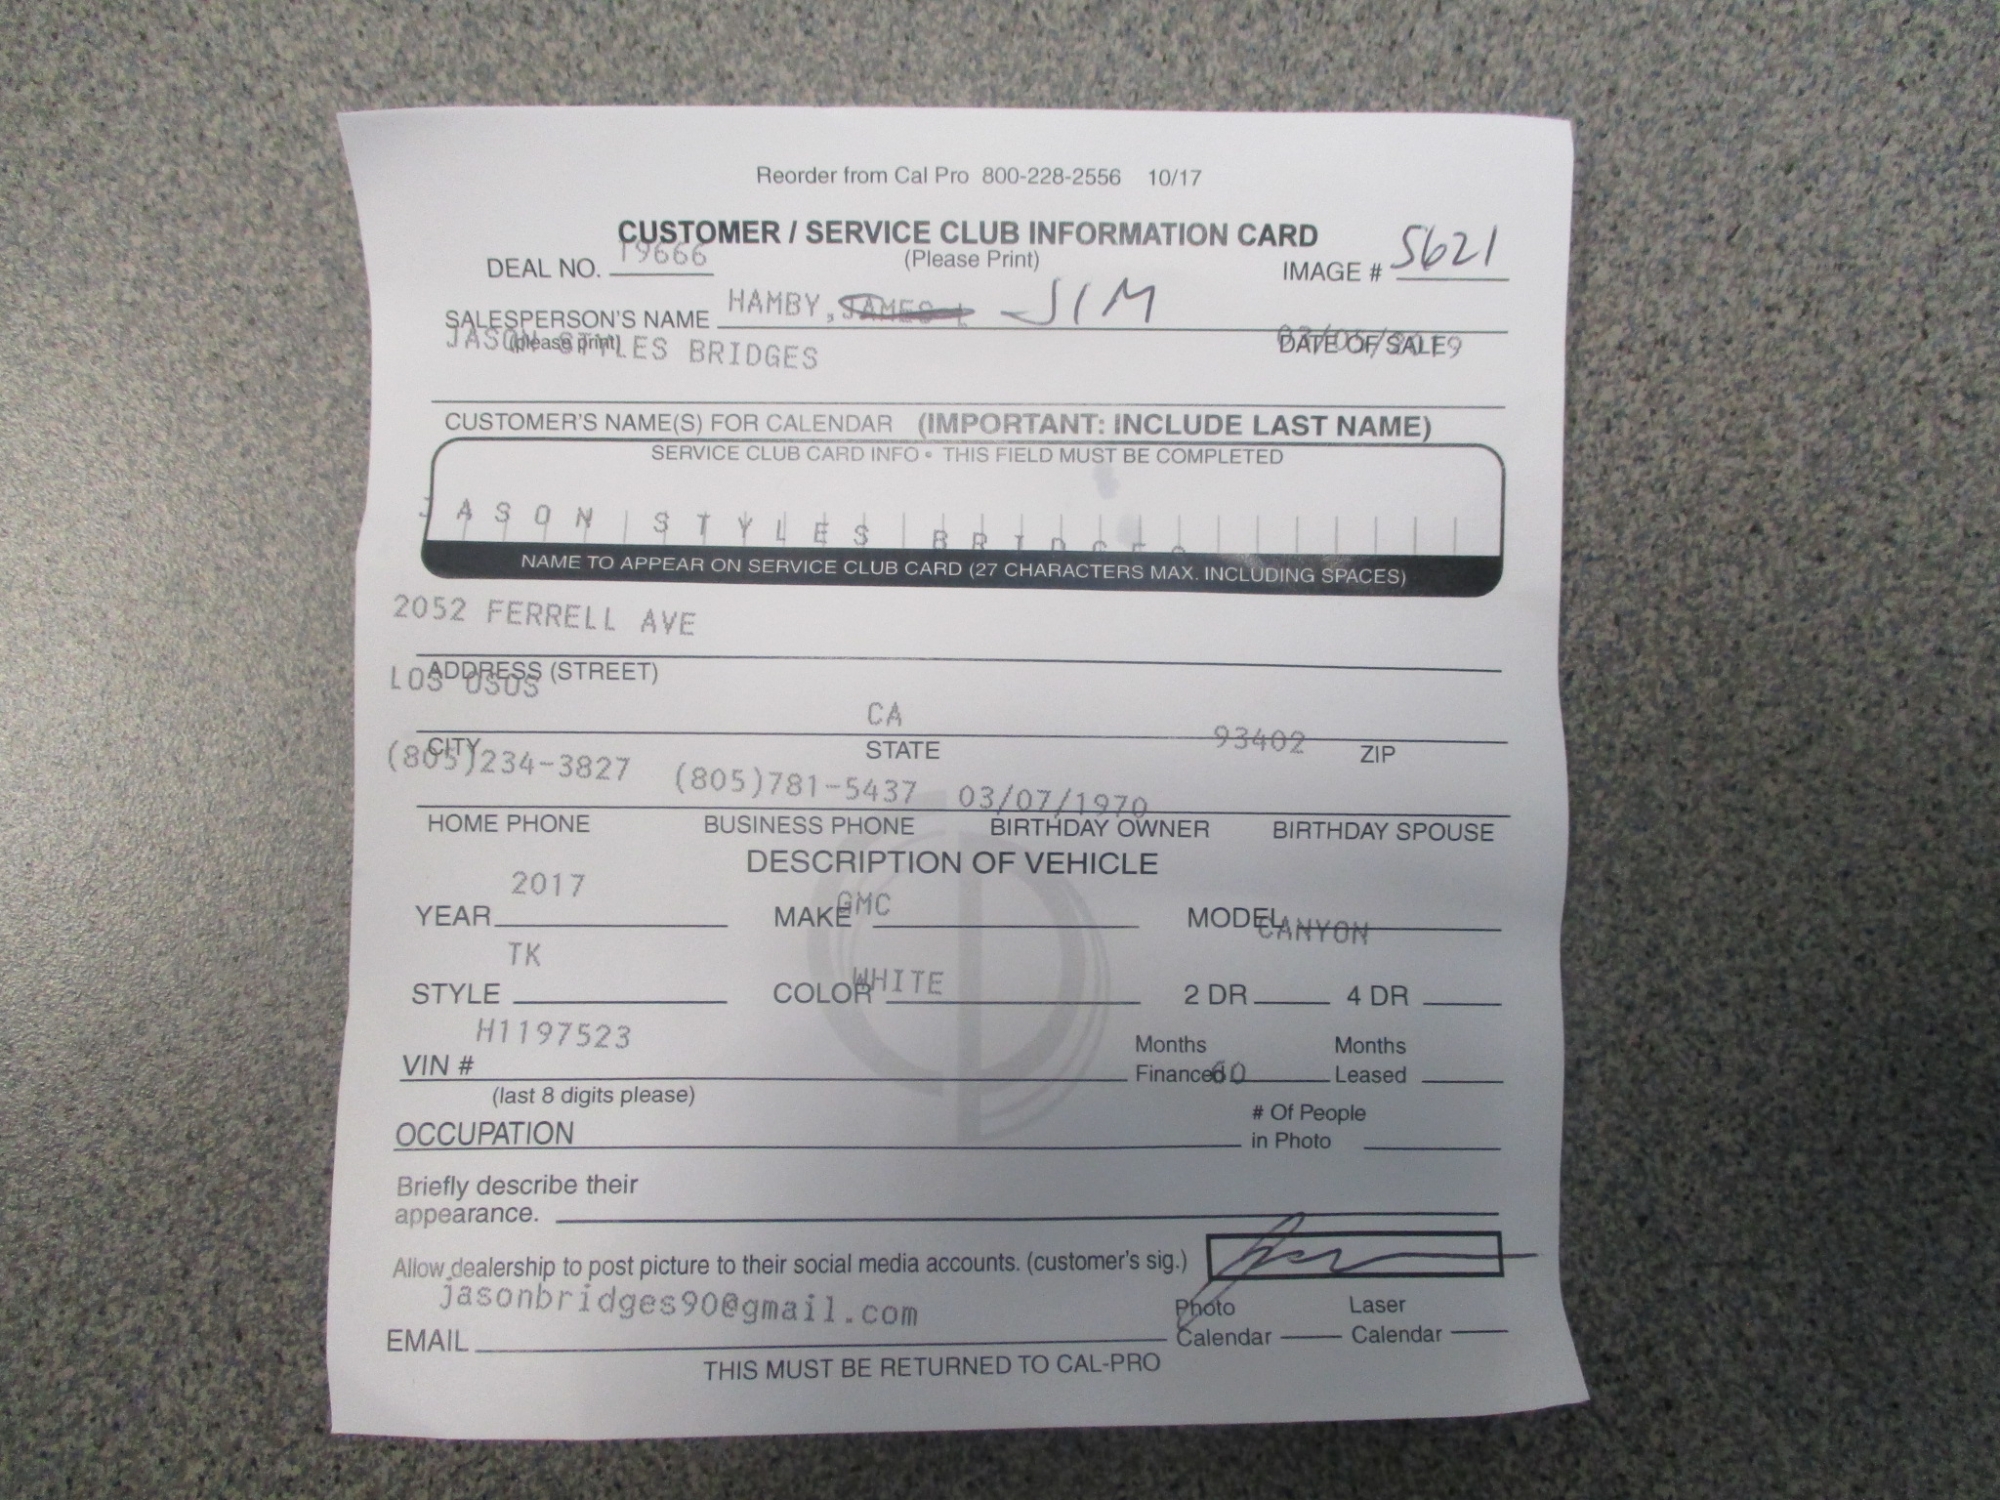 Reorder from Cal Pro 800-228-2556 10/17
CUSTOMER / SERVICE CLUB INFORMATION CARD
(Please Print)
DEAL NO. 19666
IMAGE # 5621
SALESPERSON'S NAME HAMBY, JAMES L JIM
(please print)
JASON STYLES BRIDGES
DATE OF SALE
CUSTOMER'S NAME(S) FOR CALENDAR (IMPORTANT: INCLUDE LAST NAME)
SERVICE CLUB CARD INFO • THIS FIELD MUST BE COMPLETED
JASON STYLES BRIDGES
NAME TO APPEAR ON SERVICE CLUB CARD (27 CHARACTERS MAX. INCLUDING SPACES)
2052 FERRELL AVE
ADDRESS (STREET)
LOS OSOS CA 93402
CITY STATE ZIP
(805)234-3827 (805)781-5437 03/07/1970
HOME PHONE BUSINESS PHONE BIRTHDAY OWNER BIRTHDAY SPOUSE
DESCRIPTION OF VEHICLE
YEAR 2017 MAKE GMC MODEL CANYON
STYLE TK COLOR WHITE 2 DR 4 DR
VIN # H1197523
(last 8 digits please)
Months Financed 60
Months Leased
OCCUPATION
# Of People in Photo
Briefly describe their
appearance.
Allow dealership to post picture to their social media accounts. (customer's sig.)
EMAIL jasonbridges90@gmail.com
Photo Calendar
Laser Calendar
THIS MUST BE RETURNED TO CAL-PRO